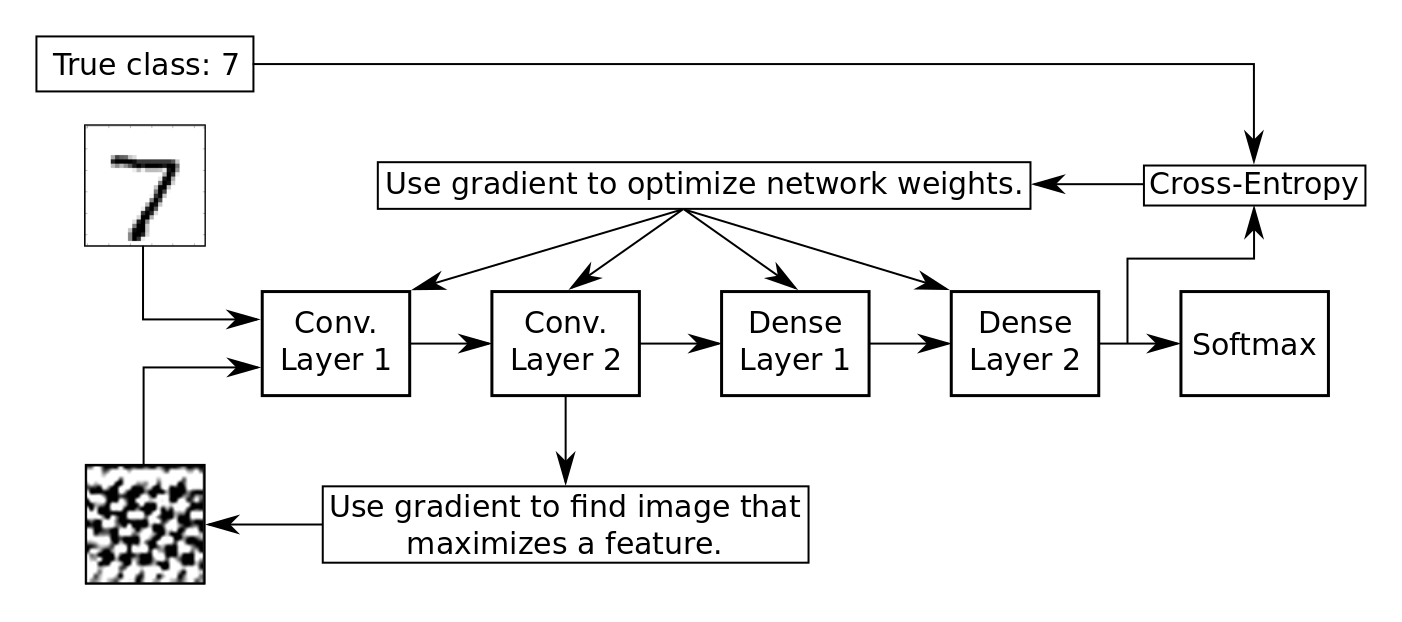 True class: 7
7
Use gradient to optimize network weights.
Cross-Entropy
Conv.
Layer 1
Conv.
Layer 2
Dense
Layer 1
Dense
Layer 2
Softmax
Use gradient to find image that
maximizes a feature.